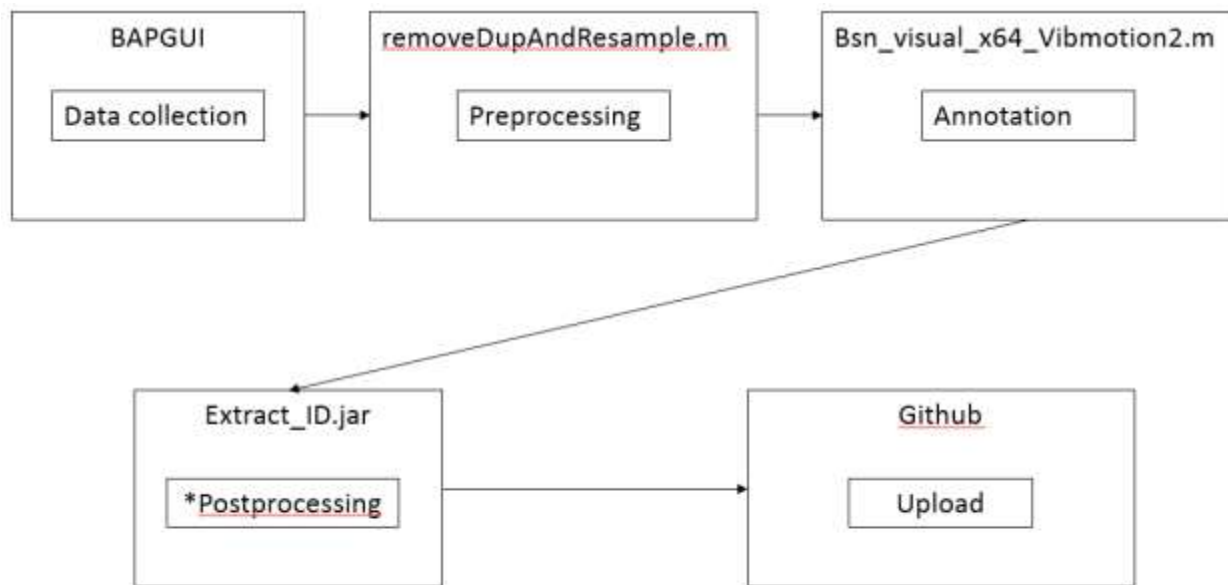 BAPGUI
Data collection
removeDupAndResample.m
Preprocessing
Bsn_visual_x64_Vibmotion2.m
Annotation
Extract_ID.jar
*Postprocessing
Github
Upload